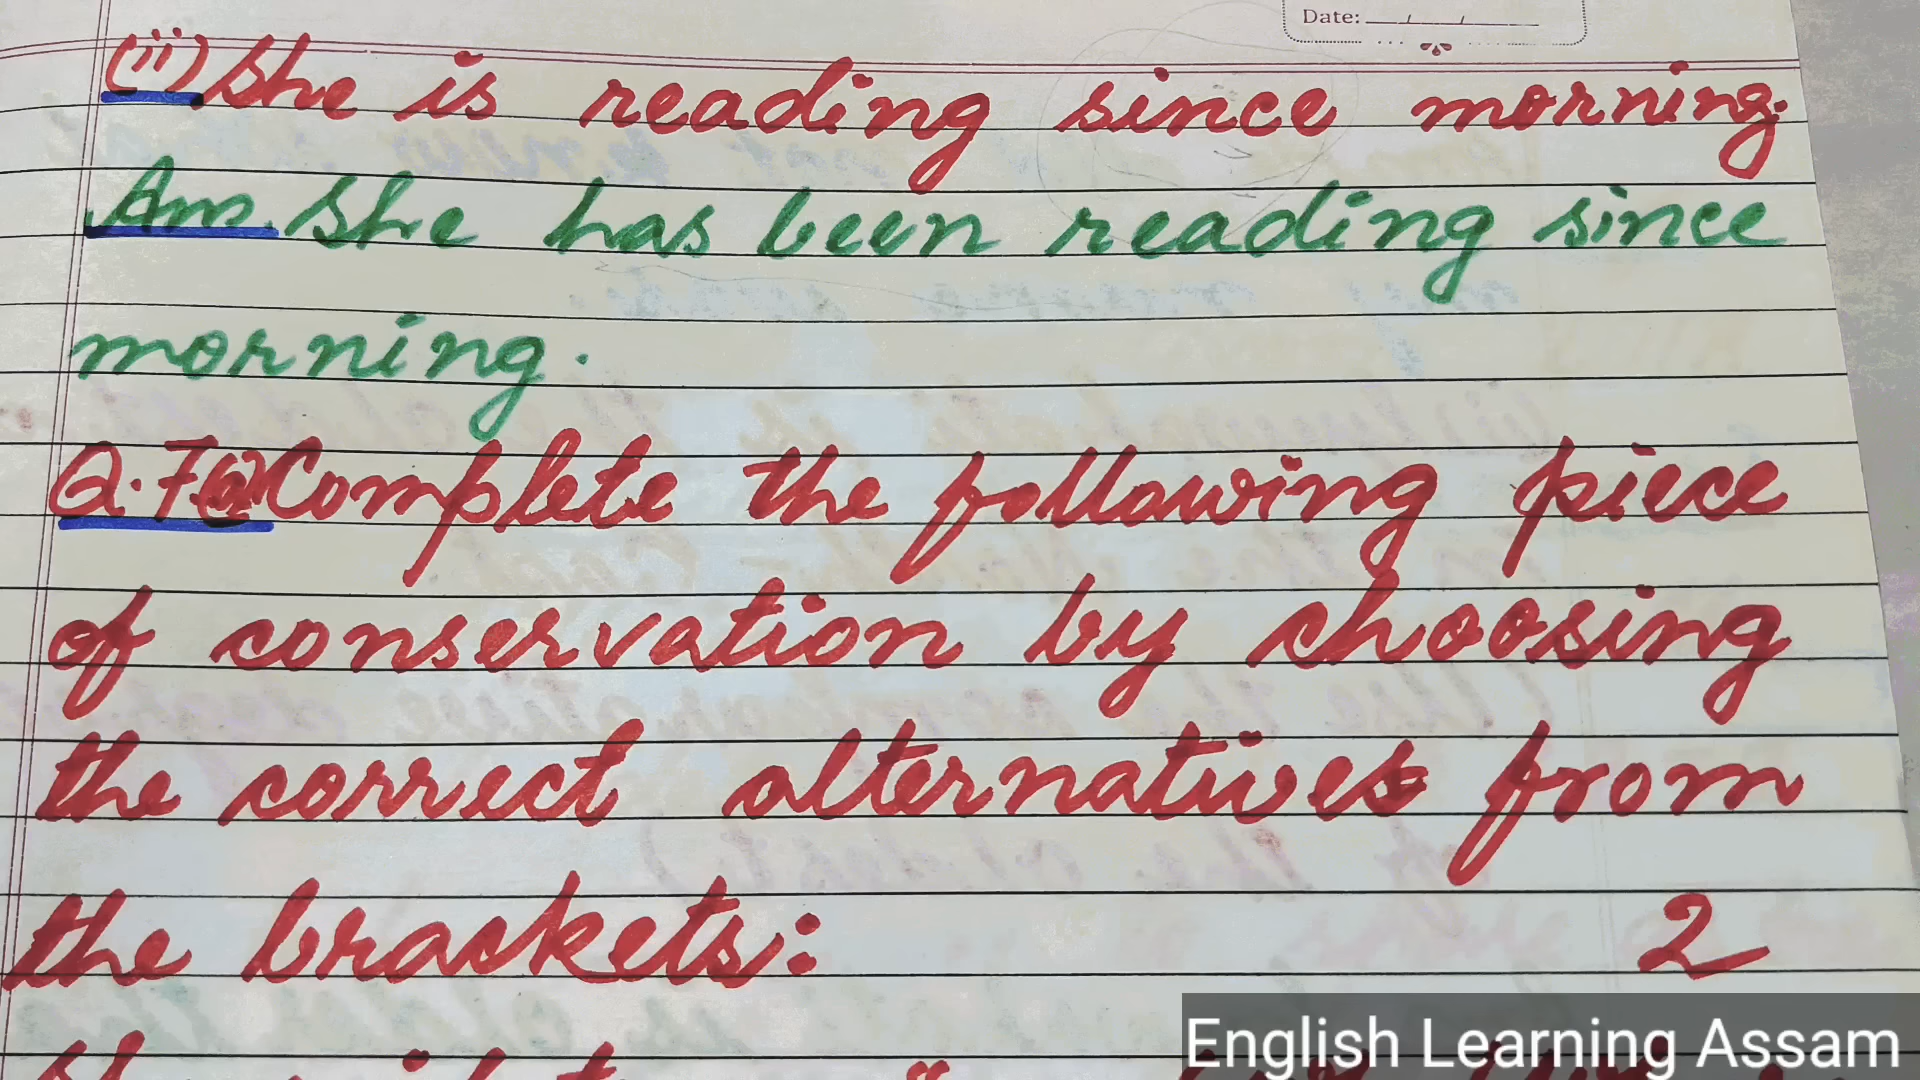 Date:
(ii) She is reading since morning.
Ans. She has been reading since
morning.
Q.7.(a) Complete the following piece
of conservation by choosing
the correct alternatives from
the brackets: 2
English Learning Assam